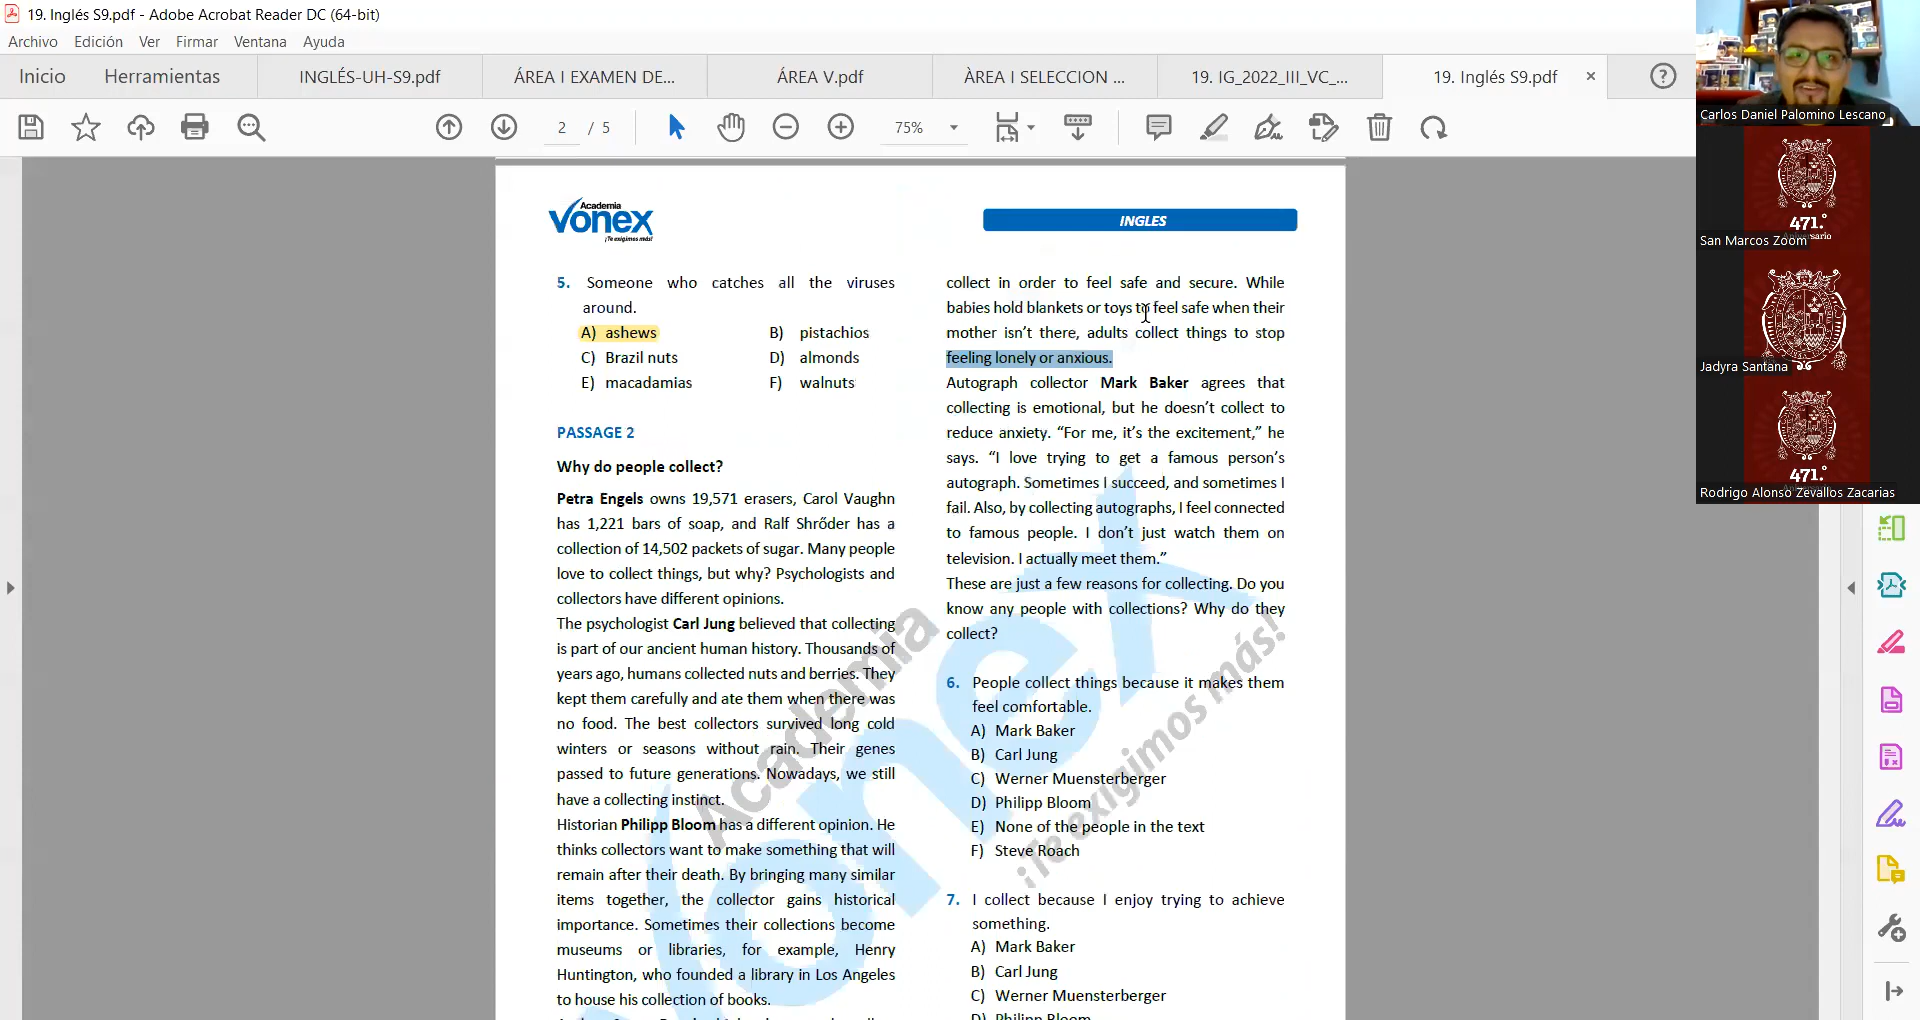 19. Inglés S9.pdf - Adobe Acrobat Reader DC (64-bit)
Archivo Edición Ver Firmar Ventana Ayuda
Inicio Herramientas INGLÉS-UH-S9.pdf ÁREA I EXAMEN DE... ÁREA V.pdf ÀREA I SELECCION ... 19. IG_2022_III_VC_... 19. Inglés S9.pdf
2 / 5 75%
Academia
Vonex
¡Te exigimos más!
INGLES
5. Someone who catches all the viruses
around.
A) ashews B) pistachios
C) Brazil nuts D) almonds
E) macadamias F) walnuts
PASSAGE 2
Why do people collect?
Petra Engels owns 19,571 erasers, Carol Vaughn
has 1,221 bars of soap, and Ralf Shrőder has a
collection of 14,502 packets of sugar. Many people
love to collect things, but why? Psychologists and
collectors have different opinions.
The psychologist Carl Jung believed that collecting
is part of our ancient human history. Thousands of
years ago, humans collected nuts and berries. They
kept them carefully and ate them when there was
no food. The best collectors survived long cold
winters or seasons without rain. Their genes
passed to future generations. Nowadays, we still
have a collecting instinct.
Historian Philipp Bloom has a different opinion. He
thinks collectors want to make something that will
remain after their death. By bringing many similar
items together, the collector gains historical
importance. Sometimes their collections become
museums or libraries, for example, Henry
Huntington, who founded a library in Los Angeles
to house his collection of books.
collect in order to feel safe and secure. While
babies hold blankets or toys to feel safe when their
mother isn’t there, adults collect things to stop
feeling lonely or anxious.
Autograph collector Mark Baker agrees that
collecting is emotional, but he doesn’t collect to
reduce anxiety. “For me, it’s the excitement,” he
says. “I love trying to get a famous person’s
autograph. Sometimes I succeed, and sometimes I
fail. Also, by collecting autographs, I feel connected
to famous people. I don’t just watch them on
television. I actually meet them.”
These are just a few reasons for collecting. Do you
know any people with collections? Why do they
collect?
6. People collect things because it makes them
feel comfortable.
A) Mark Baker
B) Carl Jung
C) Werner Muensterberger
D) Philipp Bloom
E) None of the people in the text
F) Steve Roach
7. I collect because I enjoy trying to achieve
something.
A) Mark Baker
B) Carl Jung
C) Werner Muensterberger
D) Philipp Bloom
Academia
Vonex
¡Te exigimos más!
Carlos Daniel Palomino Lescano
471.°
San Marcos Zoom
Jadyra Santana
471.°
Rodrigo Alonso Zevallos Zacarias